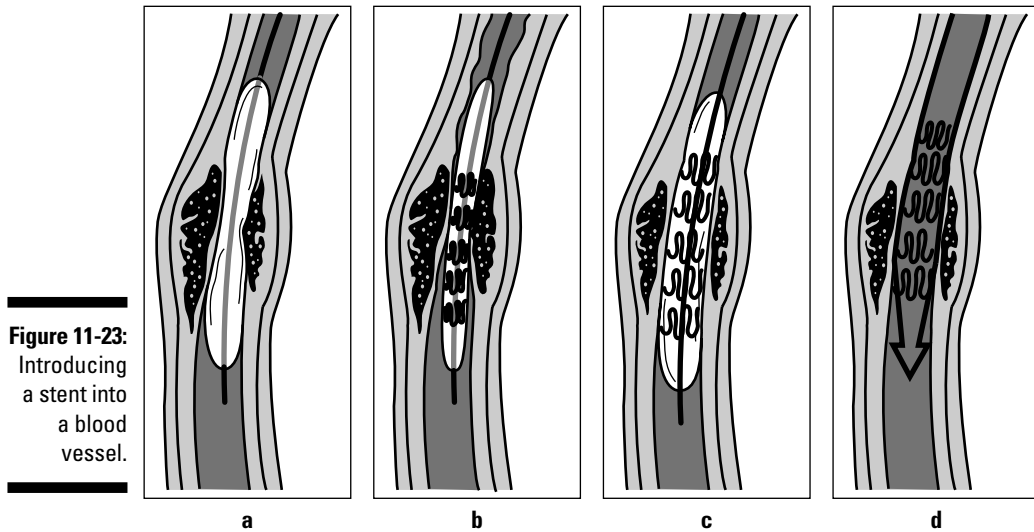 Figure 11-23:
Introducing
a stent into
a blood
vessel.
a
b
c
d